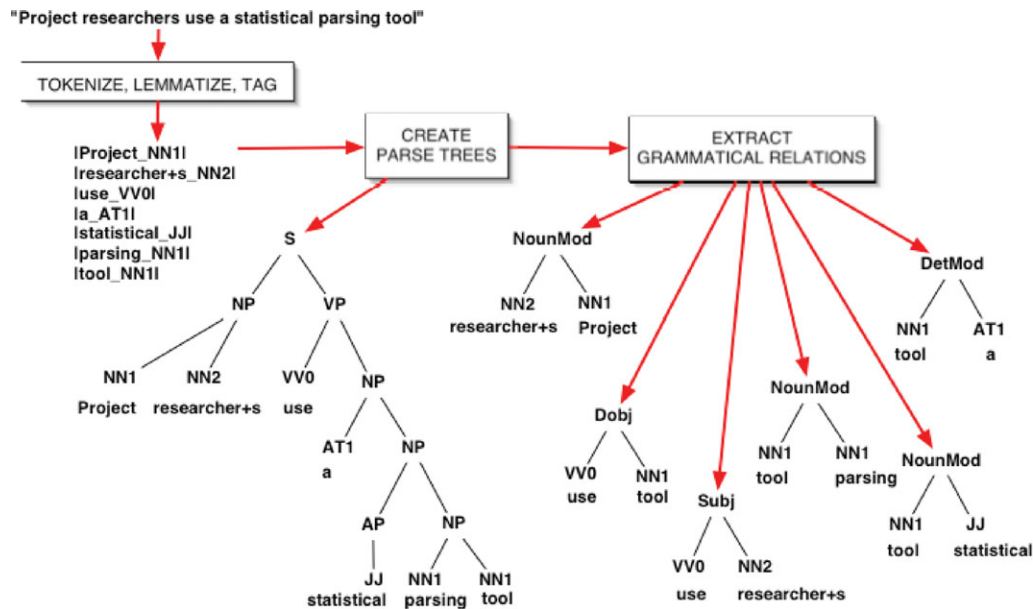 "Project researchers use a statistical parsing tool"
TOKENIZE, LEMMATIZE, TAG
|Project_NN1|
|researcher+s_NN2|
|use_VV0|
|a_AT1|
|statistical_JJ|
|parsing_NN1|
|tool_NN1|
CREATE
PARSE TREES
EXTRACT
GRAMMATICAL RELATIONS
S
NP VP
NN1 NN2 VV0 NP
Project researcher+s use
AT1 NP
a
AP NP
JJ NN1 NN1
statistical parsing tool
NounMod
NN2 NN1
researcher+s Project
Dobj
VV0 NN1
use tool
Subj
VV0 NN2
use researcher+s
NounMod
NN1 NN1
tool parsing
NounMod
NN1 JJ
tool statistical
DetMod
NN1 AT1
tool a